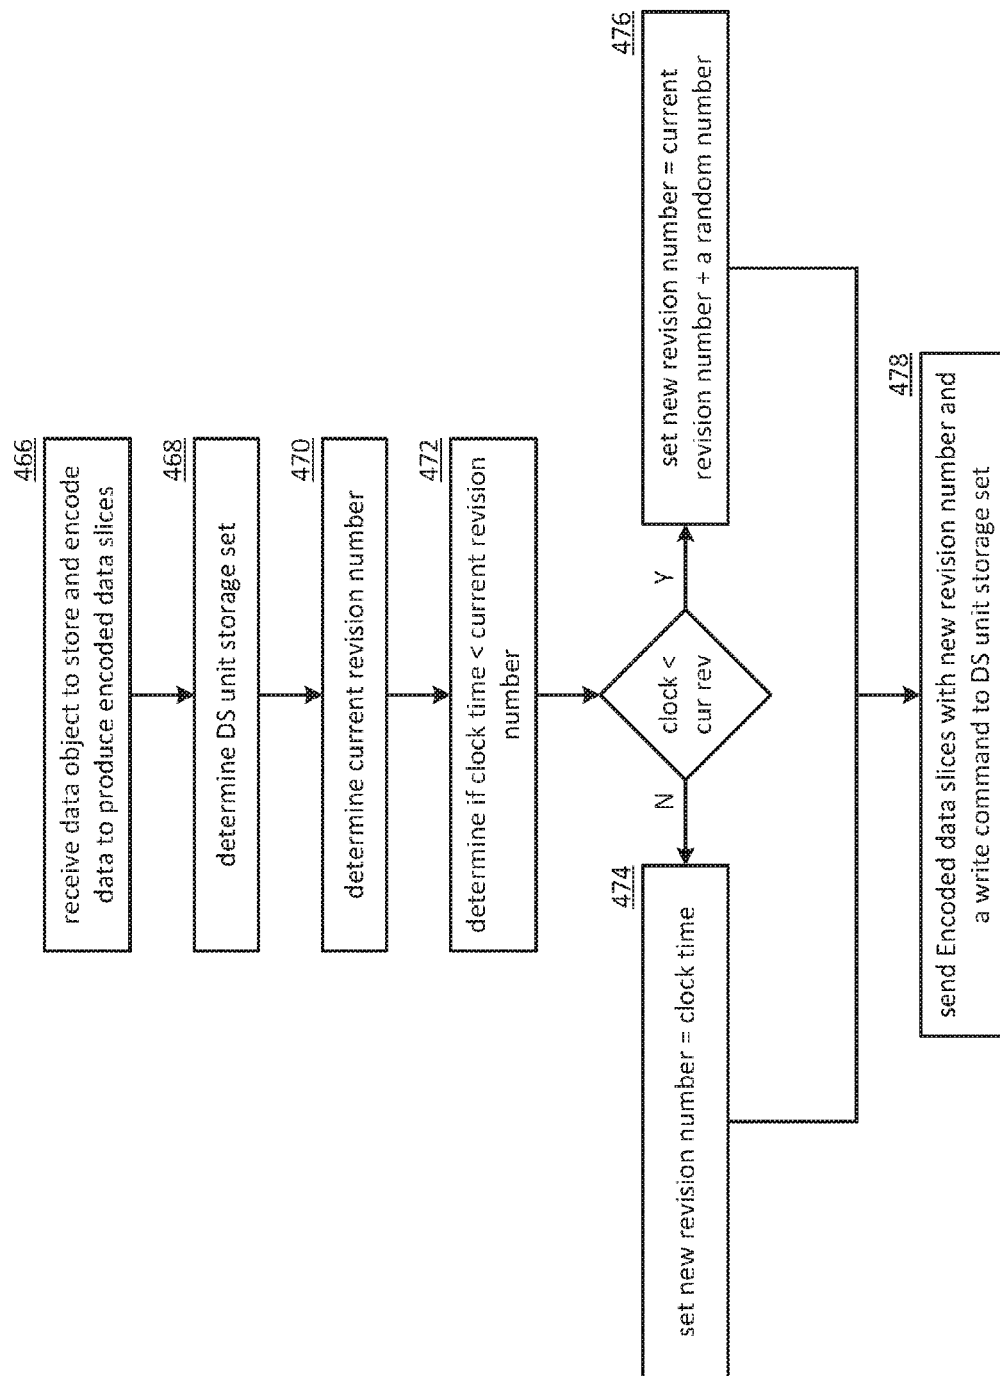 466
receive data object to store and encode
data to produce encoded data slices
468
determine DS unit storage set
470
determine current revision number
472
determine if clock time < current revision
number
clock <
cur rev
N
Y
474
set new revision number = clock time
476
set new revision number = current
revision number + a random number
478
send Encoded data slices with new revision number and
a write command to DS unit storage set